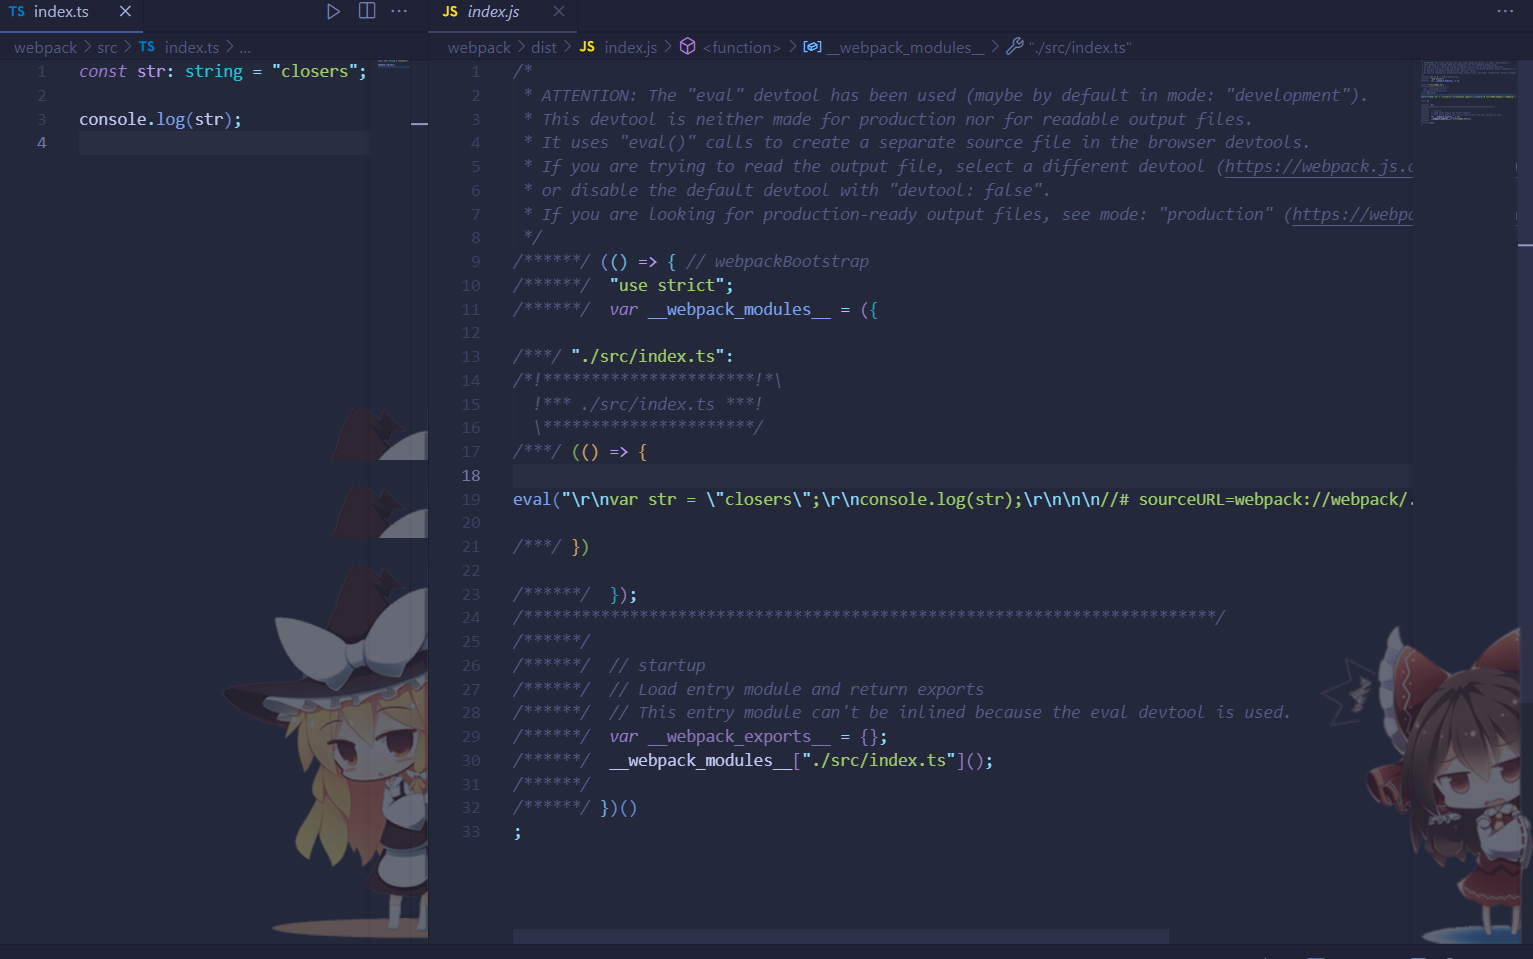 TS index.ts
webpack > src > TS index.ts > ...
1 const str: string = "closers";
2
3 console.log(str);
4
JS index.js
webpack > dist > JS index.js > <function> > __webpack_modules__ > "./src/index.ts"
1 /*
2  * ATTENTION: The "eval" devtool has been used (maybe by default in mode: "development").
3  * This devtool is neither made for production nor for readable output files.
4  * It uses "eval()" calls to create a separate source file in the browser devtools.
5  * If you are trying to read the output file, select a different devtool (https://webpack.js.
6  * or disable the default devtool with "devtool: false".
7  * If you are looking for production-ready output files, see mode: "production" (https://webp
8  */
9 /******/ (() => { // webpackBootstrap
10 /******/  "use strict";
11 /******/  var __webpack_modules__ = ({
12
13 /***/ "./src/index.ts":
14 /*!**********************!*\
15   !*** ./src/index.ts ***!
16   \**********************/
17 /***/ (() => {
18
19 eval("\r\nvar str = \"closers\";\r\nconsole.log(str);\r\n\n\n//# sourceURL=webpack://webpack/.
20
21 /***/ })
22
23 /******/  });
24 /************************************************************************/
25 /******/
26 /******/  // startup
27 /******/  // Load entry module and return exports
28 /******/  // This entry module can't be inlined because the eval devtool is used.
29 /******/  var __webpack_exports__ = {};
30 /******/  __webpack_modules__["./src/index.ts"]();
31 /******/
32 /******/ })()
33 ;